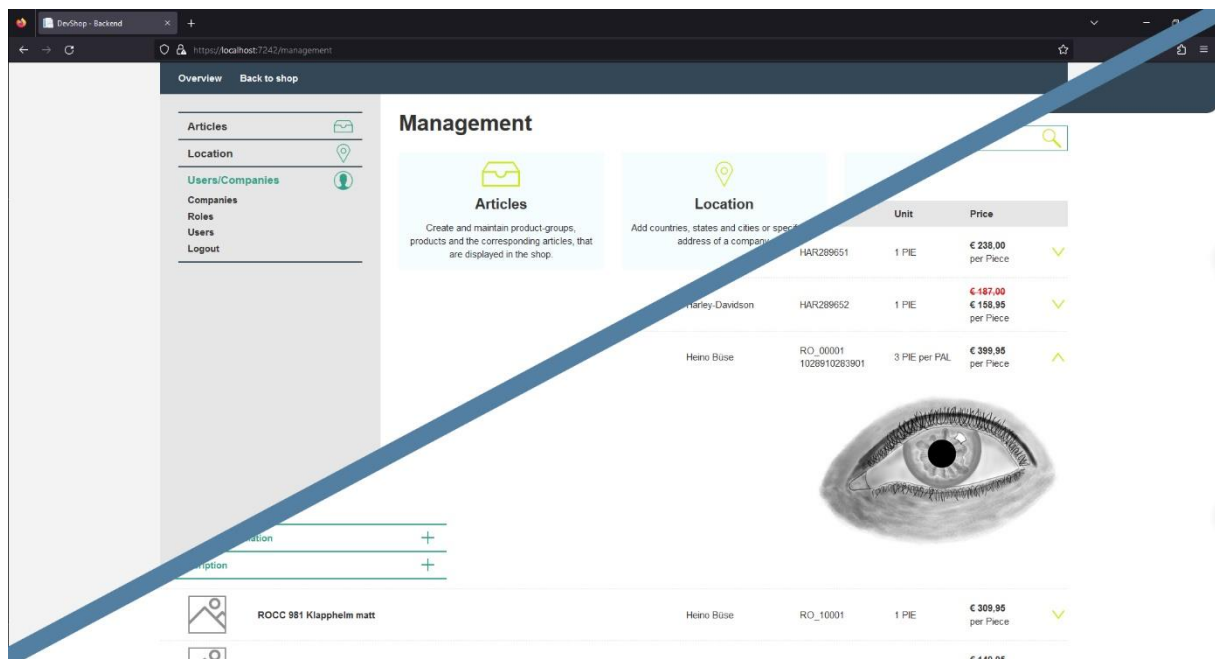 DevShop - Backend
https://localhost:7242/management
Overview Back to shop
Articles
Location
Users/Companies
Companies
Roles
Users
Logout
Management
Articles
Create and maintain product-groups,
products and the corresponding articles, that
are displayed in the shop.
Location
Add countries, states and cities or
address of a company
Unit Price
HAR289651 1 PIE € 238,00
per Piece
Harley-Davidson HAR289652 1 PIE € 187,00
€ 158,95
per Piece
Heino Büse RO_00001 3 PIE per PAL € 399,95
1028910283901 per Piece
ROCC 981 Klapphelm matt Heino Büse RO_10001 1 PIE € 309,95
per Piece